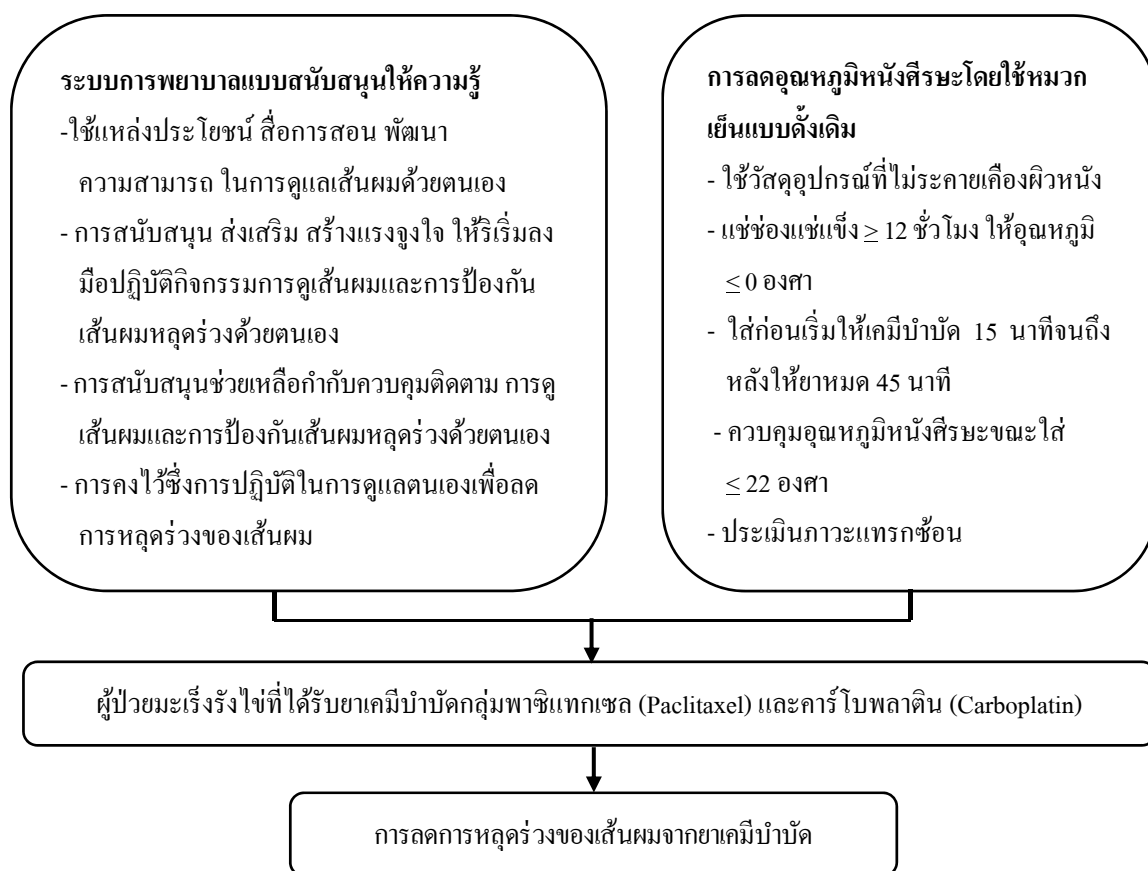 ระบบการพยาบาลแบบสนับสนุนให้ความรู้
-ใช้แหล่งประโยชน์ สื่อการสอน พัฒนา
ความสามารถ ในการดูแลเส้นผมด้วยตนเอง
- การสนับสนุน ส่งเสริม สร้างแรงจูงใจ ให้ริเริ่มลง
มือปฏิบัติกิจกรรมการดูเส้นผมและการป้องกัน
เส้นผมหลุดร่วงด้วยตนเอง
- การสนับสนุนช่วยเหลือกำกับควบคุมติดตาม การดู
เส้นผมและการป้องกันเส้นผมหลุดร่วงด้วยตนเอง
- การคงไว้ซึ่งการปฏิบัติในการดูแลตนเองเพื่อลด
การหลุดร่วงของเส้นผม
การลดอุณหภูมิหนังศีรษะโดยใช้หมวก
เย็นแบบดั้งเดิม
- ใช้วัสดุอุปกรณ์ที่ไม่ระคายเคืองผิวหนัง
- แช่ช่องแช่แข็ง ≥ 12 ชั่วโมง ให้อุณหภูมิ
≤ 0 องศา
- ใส่ก่อนเริ่มให้เคมีบำบัด 15 นาทีจนถึง
หลังให้ยาหมด 45 นาที
- ควบคุมอุณหภูมิหนังศีรษะขณะใส่
≤ 22 องศา
- ประเมินภาวะแทรกซ้อน
ผู้ป่วยมะเร็งรังไข่ที่ได้รับยาเคมีบำบัดกลุ่มพาซิแทกเซล (Paclitaxel) และคาร์โบพลาติน (Carboplatin)
การลดการหลุดร่วงของเส้นผมจากยาเคมีบำบัด